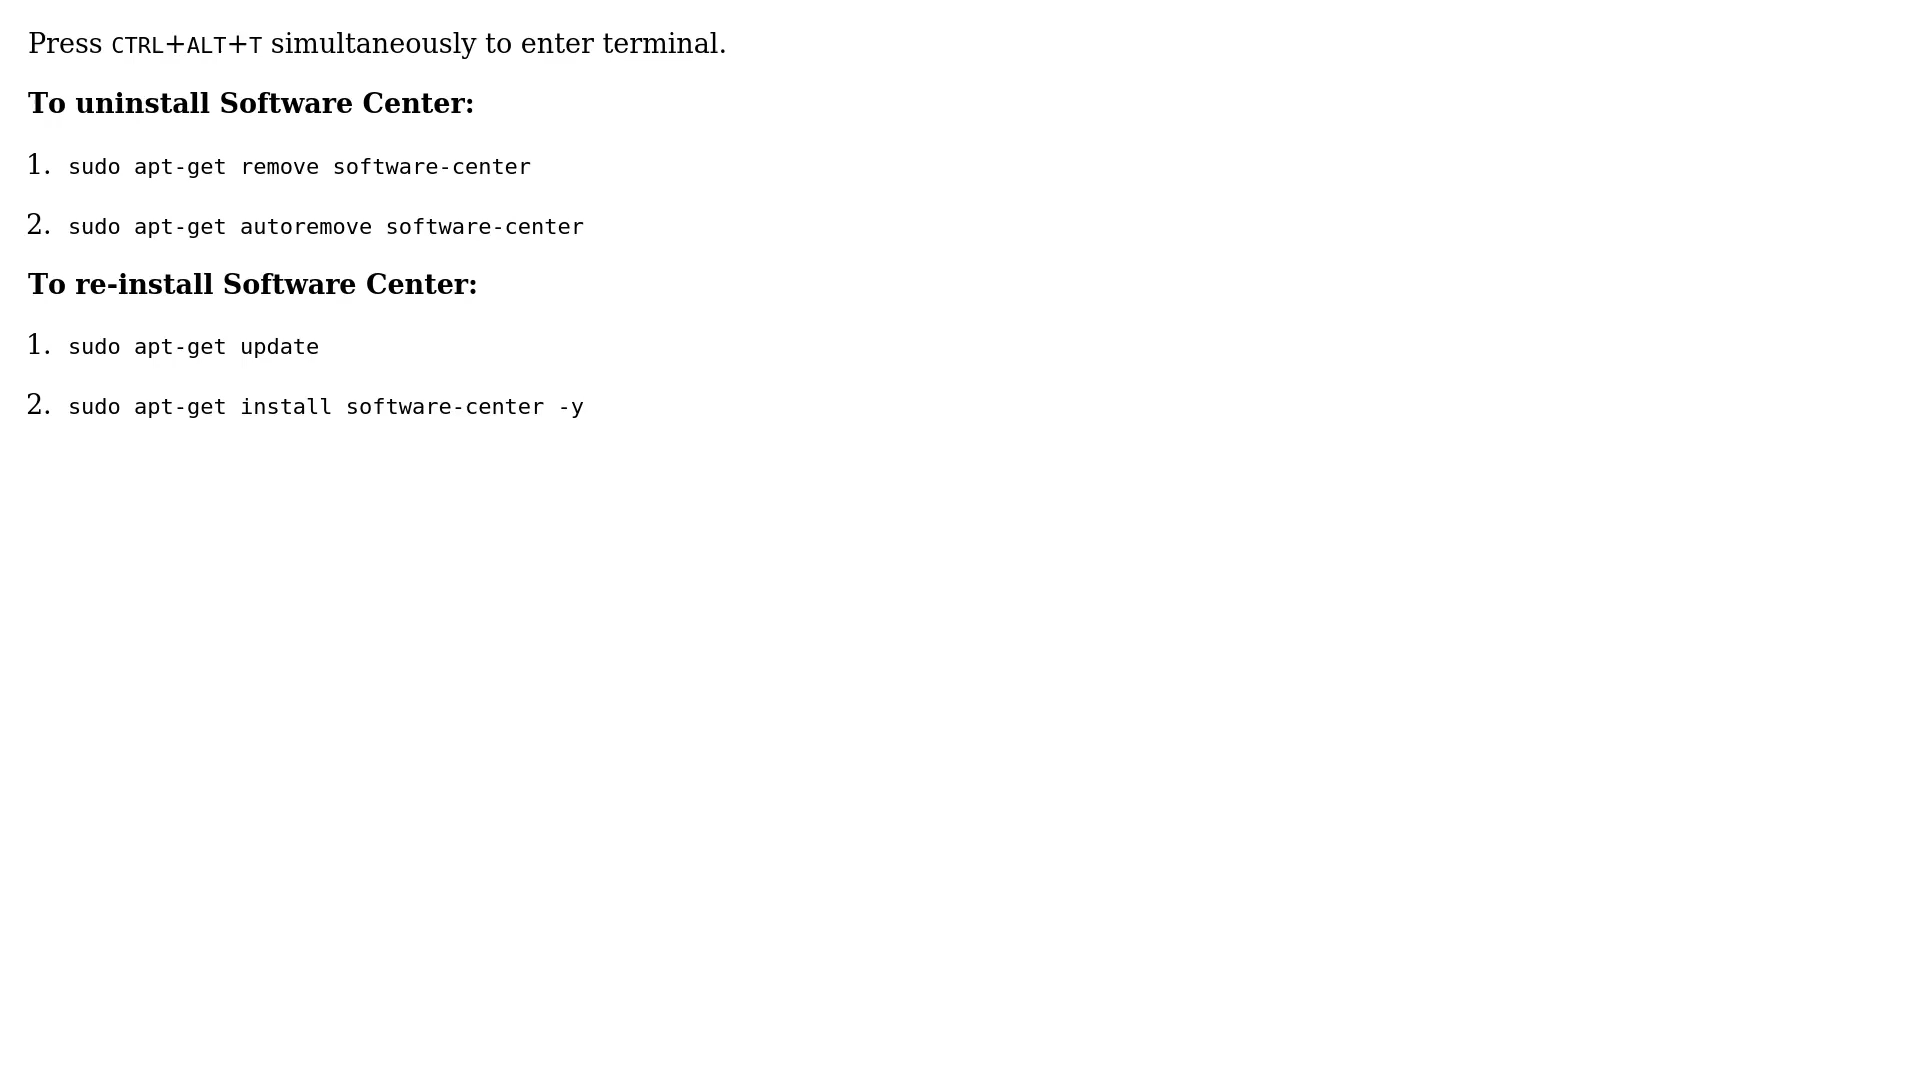 Press CTRL+ALT+T simultaneously to enter terminal.
To uninstall Software Center:
1. sudo apt-get remove software-center
2. sudo apt-get autoremove software-center
To re-install Software Center:
1. sudo apt-get update
2. sudo apt-get install software-center -y